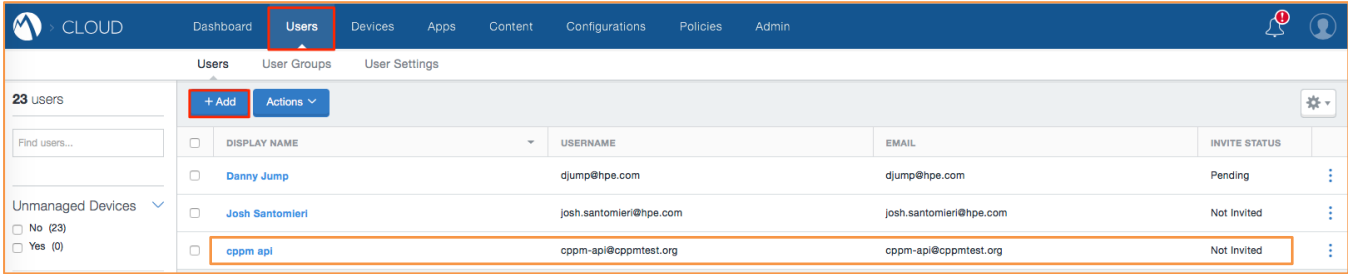 > CLOUD Dashboard Users Devices Apps Content Configurations Policies Admin
Users User Groups User Settings
23 users
+ Add Actions
Find users...
DISPLAY NAME USERNAME EMAIL INVITE STATUS
Danny Jump djump@hpe.com djump@hpe.com Pending
Josh Santomieri josh.santomieri@hpe.com josh.santomieri@hpe.com Not Invited
cppm api cppm-api@cppmtest.org cppm-api@cppmtest.org Not Invited
Unmanaged Devices
No (23)
Yes (0)